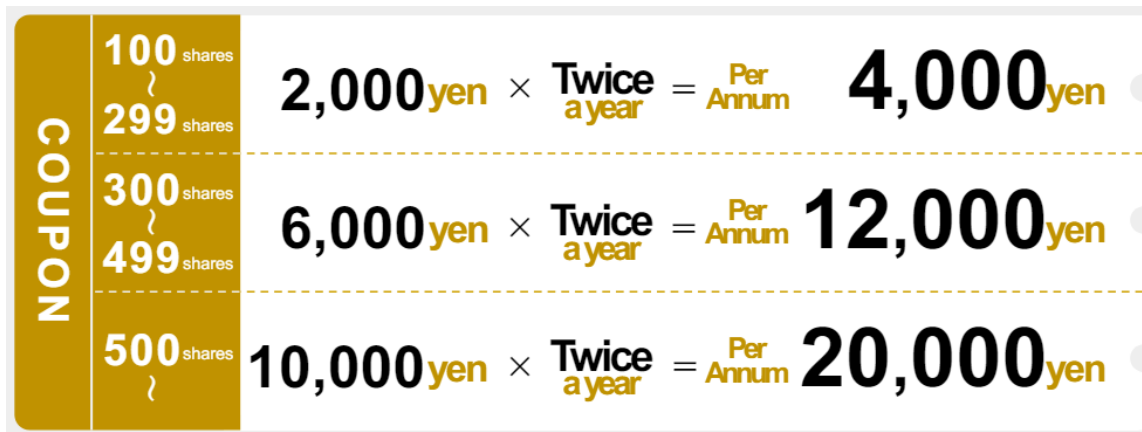 COUPON
100 shares
~
299 shares
2,000yen × Twice a year = Per Annum 4,000yen
300 shares
~
499 shares
6,000yen × Twice a year = Per Annum 12,000yen
500 shares
~
10,000yen × Twice a year = Per Annum 20,000yen